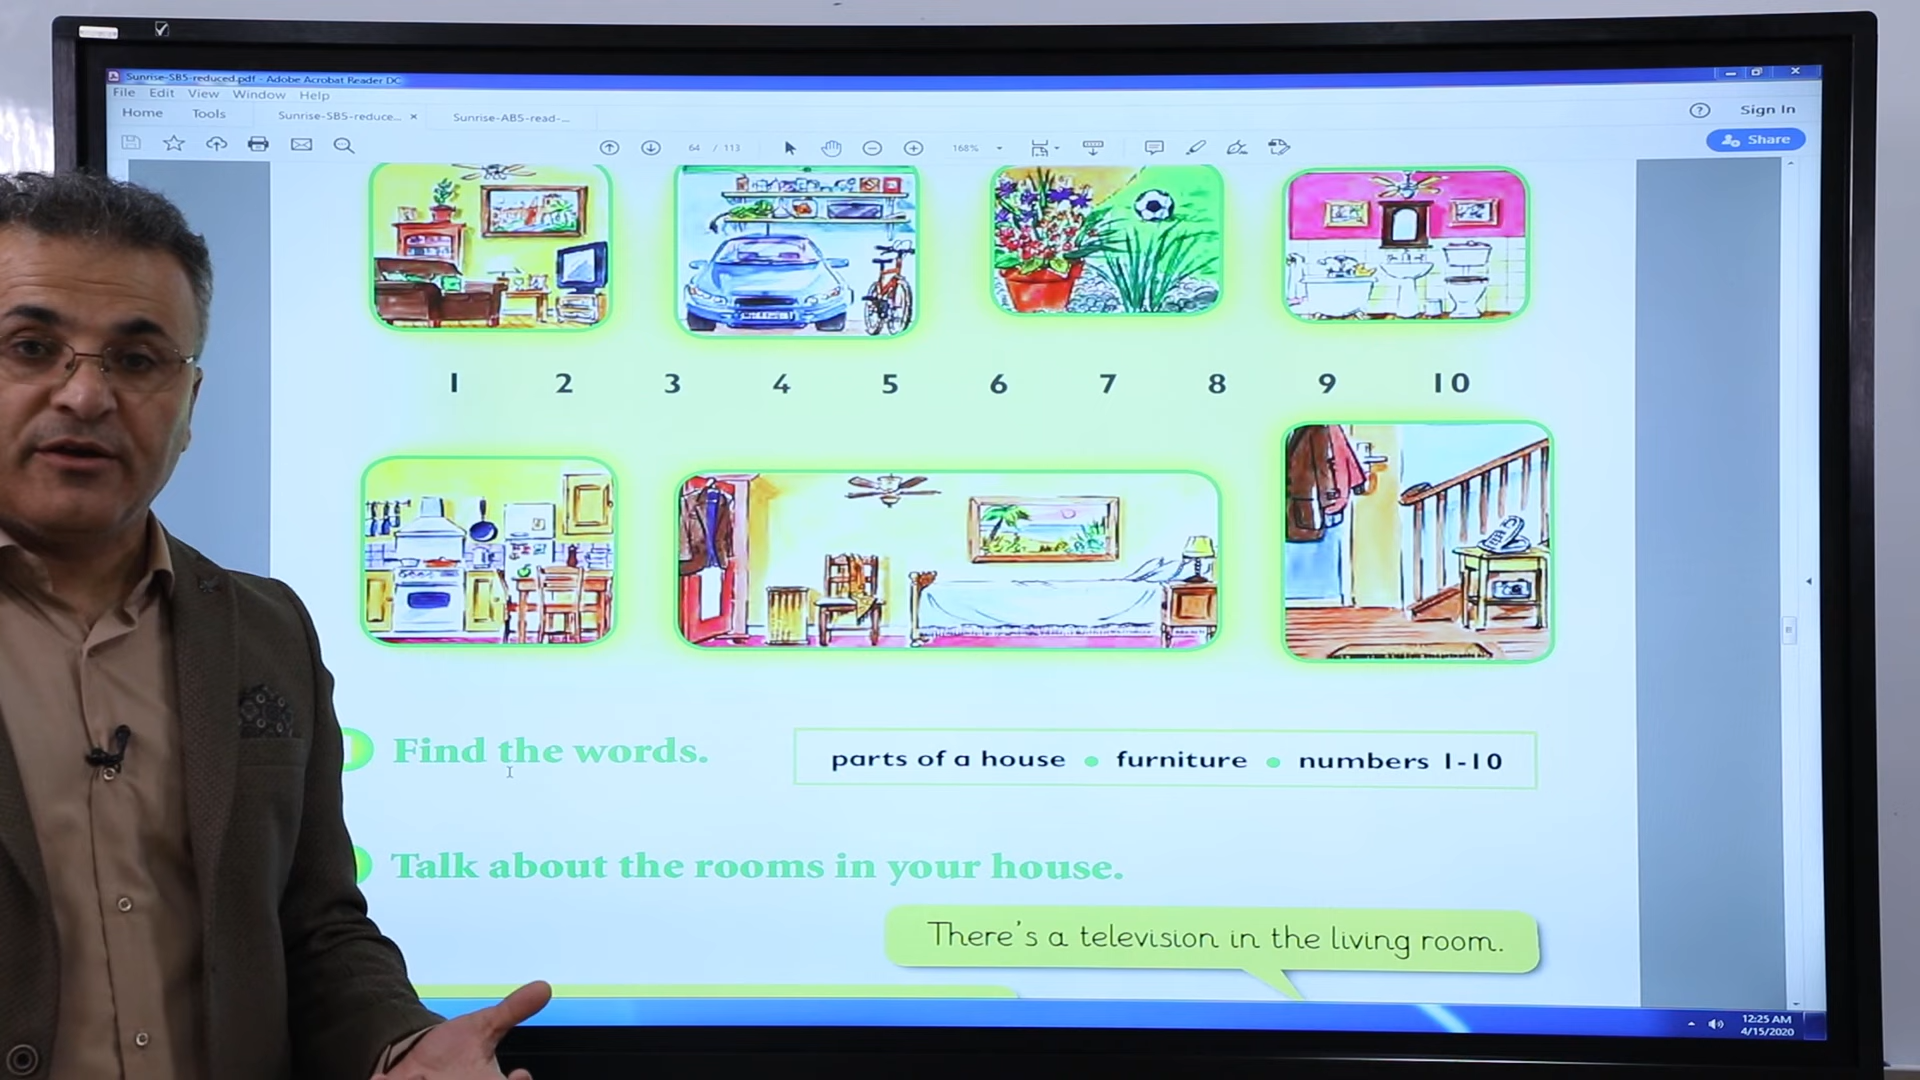 Sunrise-SB5-reduced.pdf - Adobe Acrobat Reader DC
File Edit View Window Help
Home Tools Sunrise-SB5-reduce... × Sunrise-AB5-read-... Sign In
64 / 113 168% Share
1 2 3 4 5 6 7 8 9 10
Find the words. parts of a house • furniture • numbers 1-10
Talk about the rooms in your house.
There's a television in the living room.
12:25 AM
4/15/2020